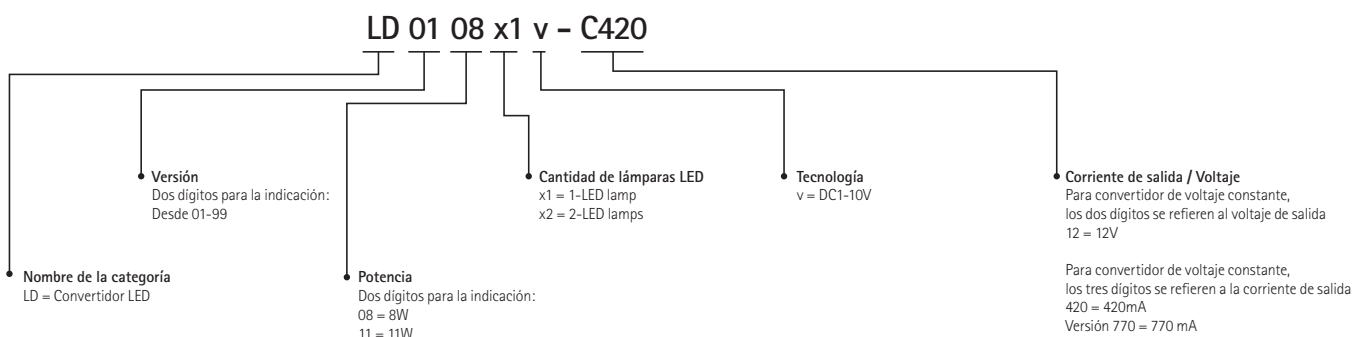 LD 01 08 x1 v - C420
Versión
Dos dígitos para la indicación:
Desde 01-99
Cantidad de lámparas LED
x1 = 1-LED lamp
x2 = 2-LED lamps
Tecnología
v = DC1-10V
Corriente de salida / Voltaje
Para convertidor de voltaje constante,
los dos dígitos se refieren al voltaje de salida
12 = 12V
Para convertidor de voltaje constante,
los tres dígitos se refieren a la corriente de salida
420 = 420mA
Versión 770 = 770 mA
Nombre de la categoría
LD = Convertidor LED
Potencia
Dos dígitos para la indicación:
08 = 8W
11 = 11W